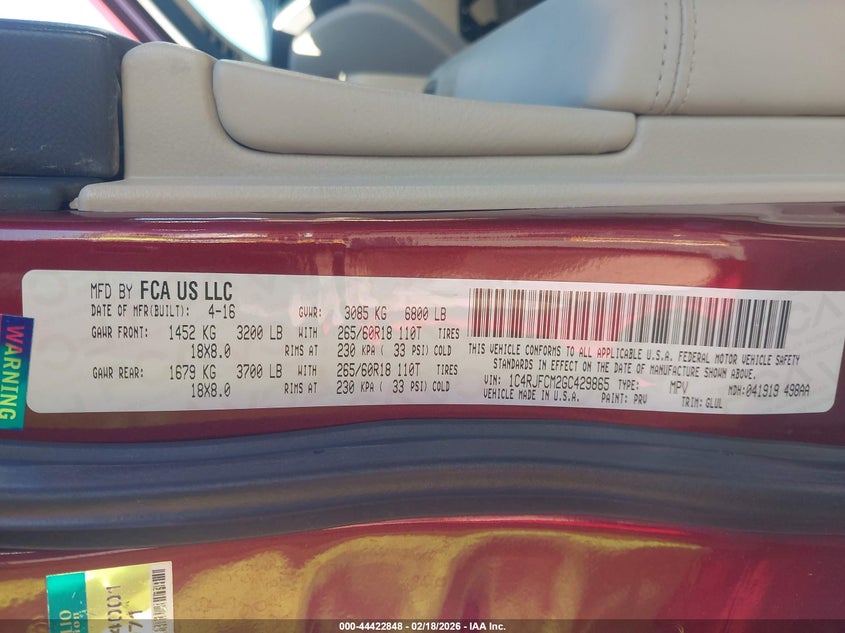 MFD BY FCA US LLC
DATE OF MFR(BUILT): 4-16 GVWR: 3085 KG 6800 LB
GAWR FRONT: 1452 KG 3200 LB WITH 265/60R18 110T TIRES
18X8.0 RIMS AT 230 KPA ( 33 PSI) COLD
GAWR REAR: 1679 KG 3700 LB WITH 265/60R18 110T TIRES
18X8.0 RIMS AT 230 KPA ( 33 PSI) COLD
THIS VEHICLE CONFORMS TO ALL APPLICABLE U.S.A. FEDERAL MOTOR VEHICLE SAFETY
STANDARDS IN EFFECT ON THE DATE OF MANUFACTURE SHOWN ABOVE.
VIN: 1C4RJFCM2GC429865 TYPE: MPV MDH: 041919 498AA
VEHICLE MADE IN U.S.A. PAINT: PRV TRIM: GLUL
WARNING
000-44422848 - 02/18/2026 - IAA Inc.